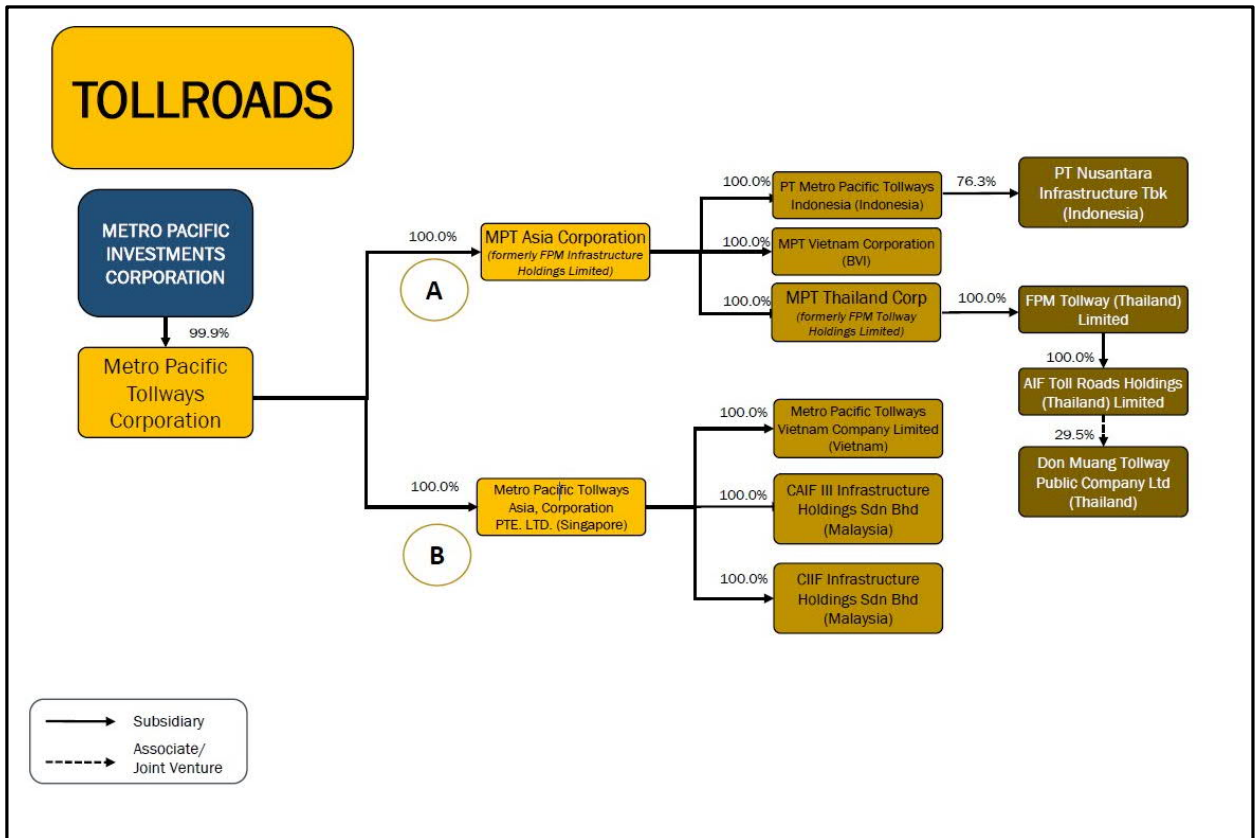 TOLLROADS
METRO PACIFIC
INVESTMENTS
CORPORATION
99.9%
Metro Pacific
Tollways
Corporation
100.0%
A
MPT Asia Corporation
(formerly FPM Infrastructure
Holdings Limited)
100.0%
PT Metro Pacific Tollways
Indonesia (Indonesia)
76.3%
PT Nusantara
Infrastructure Tbk
(Indonesia)
100.0%
MPT Vietnam Corporation
(BVI)
100.0%
MPT Thailand Corp
(formerly FPM Tollway
Holdings Limited)
100.0%
FPM Tollway (Thailand)
Limited
100.0%
AIF Toll Roads Holdings
(Thailand) Limited
29.5%
Don Muang Tollway
Public Company Ltd
(Thailand)
100.0%
B
Metro Pacific Tollways
Asia, Corporation
PTE. LTD. (Singapore)
100.0%
Metro Pacific Tollways
Vietnam Company Limited
(Vietnam)
100.0%
CAIF III Infrastructure
Holdings Sdn Bhd
(Malaysia)
100.0%
CIIF Infrastructure
Holdings Sdn Bhd
(Malaysia)
Subsidiary
Associate/
Joint Venture